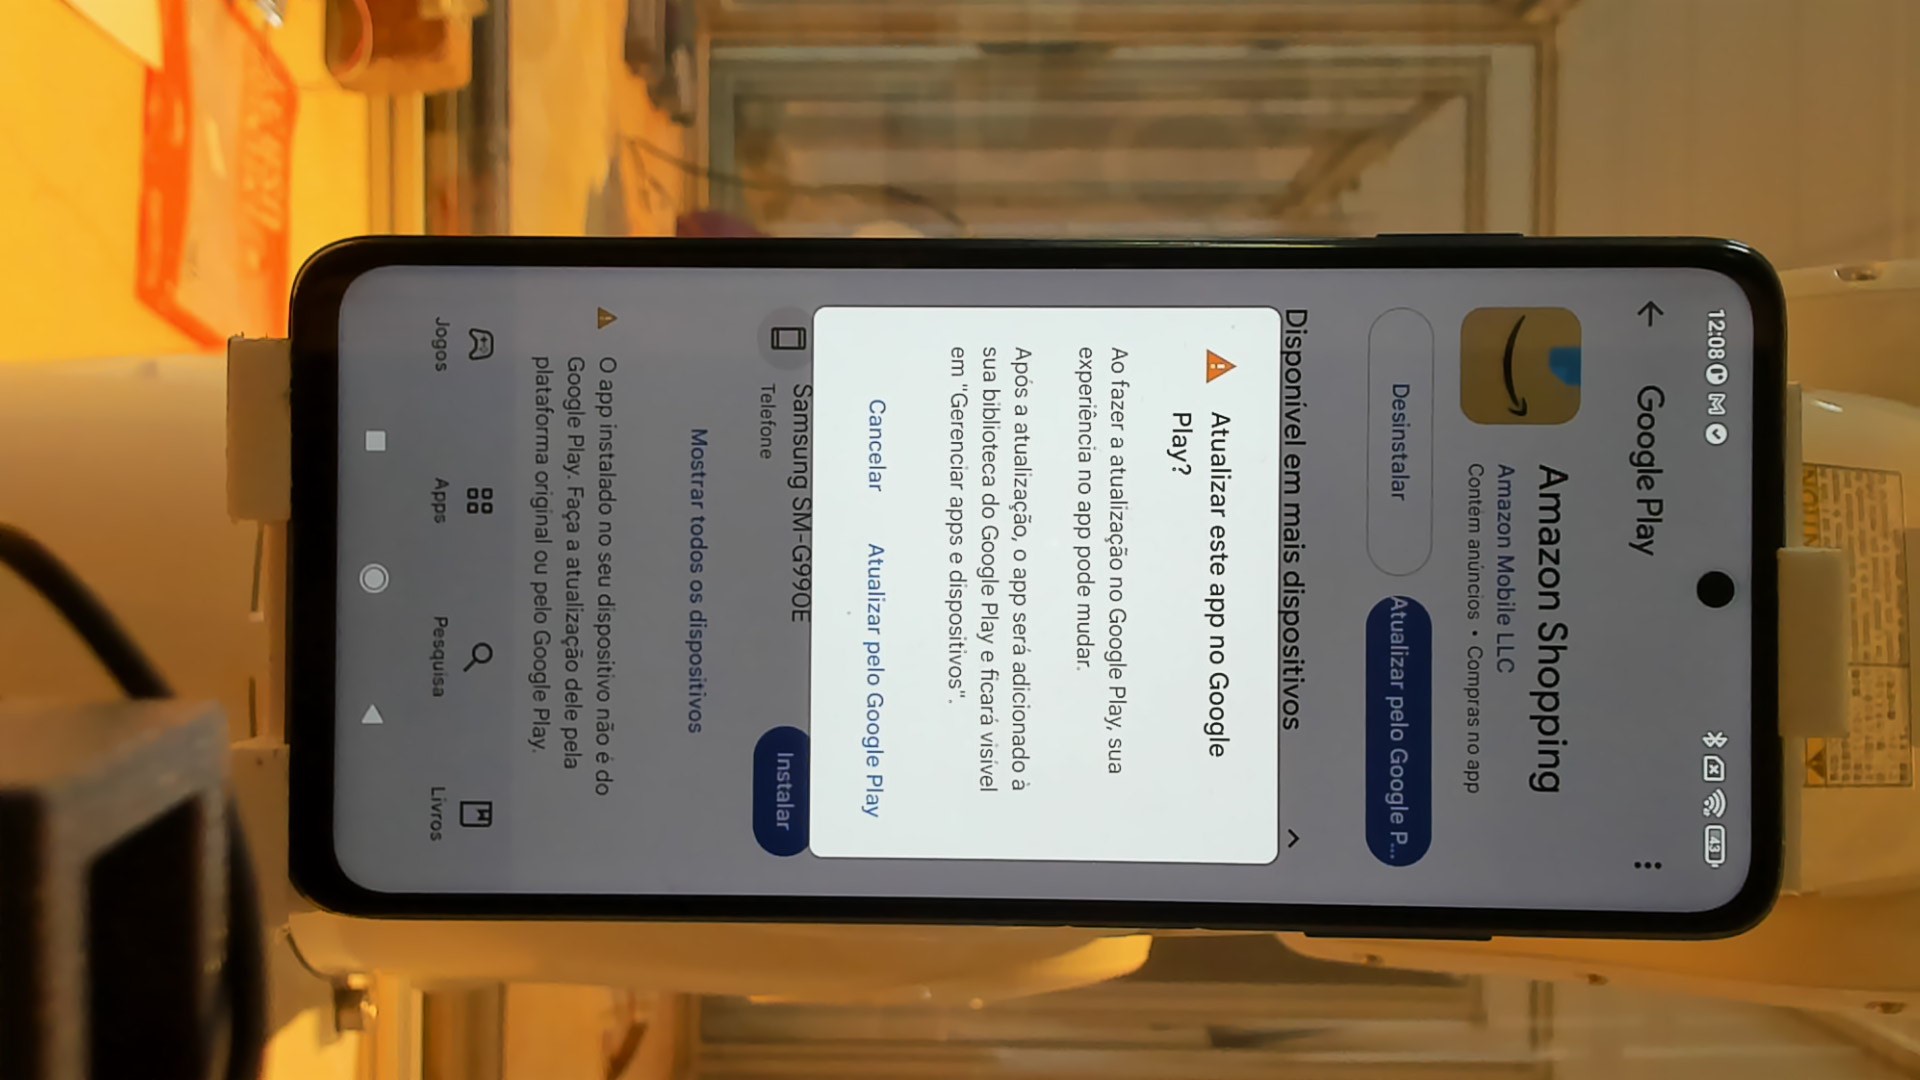 12:08
43
Google Play
Amazon Shopping
Amazon Mobile LLC
Contém anúncios • Compras no app
Desinstalar
Atualizar pelo Google P...
Disponível em mais dispositivos
Atualizar este app no Google
Play?
Ao fazer a atualização no Google Play, sua
experiência no app pode mudar.
Após a atualização, o app será adicionado à
sua biblioteca do Google Play e ficará visível
em "Gerenciar apps e dispositivos".
Cancelar
Atualizar pelo Google Play
Samsung SM-G990E
Telefone
Instalar
Mostrar todos os dispositivos
O app instalado no seu dispositivo não é do
Google Play. Faça a atualização dele pela
plataforma original ou pelo Google Play.
Jogos
Apps
Pesquisa
Livros